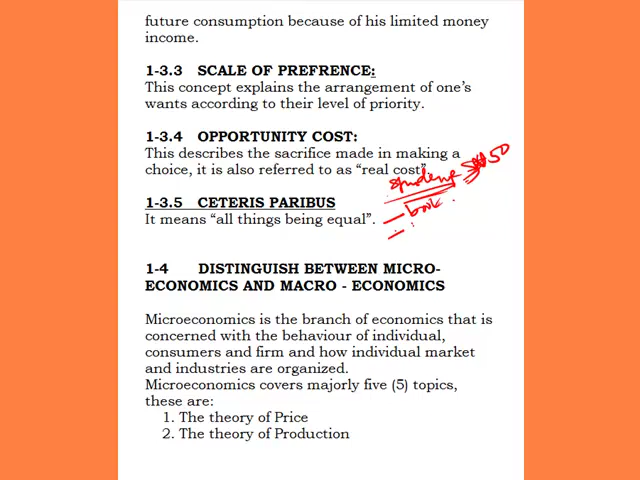 future consumption because of his limited money
income.
1-3.3 SCALE OF PREFRENCE:
This concept explains the arrangement of one's
wants according to their level of priority.
1-3.4 OPPORTUNITY COST:
This describes the sacrifice made in making a
choice, it is also referred to as "real cost".
50
student
book
1-3.5 CETERIS PARIBUS
It means "all things being equal".
1-4 DISTINGUISH BETWEEN MICRO-
ECONOMICS AND MACRO - ECONOMICS
Microeconomics is the branch of economics that is
concerned with the behaviour of individual,
consumers and firm and how individual market
and industries are organized.
Microeconomics covers majorly five (5) topics,
these are:
1. The theory of Price
2. The theory of Production